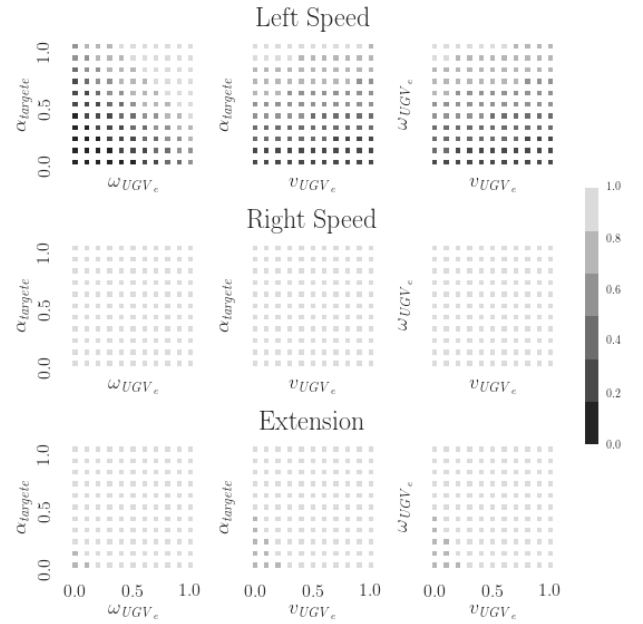 Left Speed
1.0
0.5
0.0
α_targete
ω_UGV_e
α_targete
v_UGV_e
ω_UGV_e
v_UGV_e
Right Speed
1.0
0.5
0.0
α_targete
ω_UGV_e
α_targete
v_UGV_e
ω_UGV_e
v_UGV_e
1.0
0.8
0.6
0.4
0.2
0.0
Extension
1.0
0.5
0.0
α_targete
0.0 0.5 1.0
ω_UGV_e
α_targete
0.0 0.5 1.0
v_UGV_e
ω_UGV_e
0.0 0.5 1.0
v_UGV_e